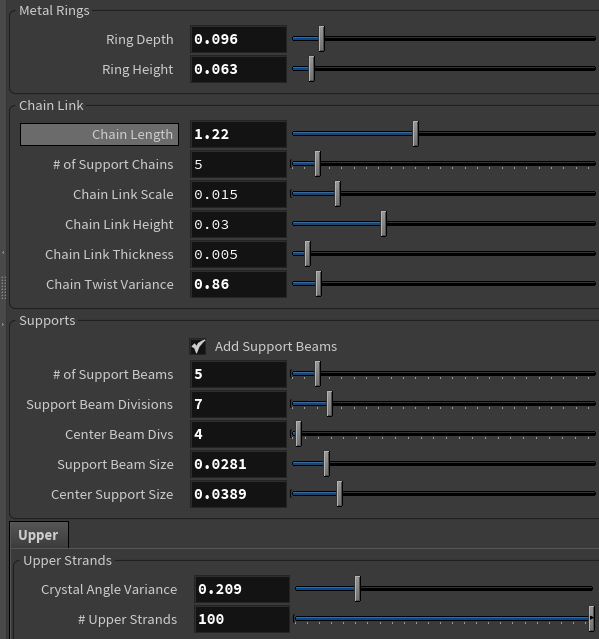 Metal Rings
Ring Depth 0.096
Ring Height 0.063
Chain Link
Chain Length 1.22
# of Support Chains 5
Chain Link Scale 0.015
Chain Link Height 0.03
Chain Link Thickness 0.005
Chain Twist Variance 0.86
Supports
Add Support Beams
# of Support Beams 5
Support Beam Divisions 7
Center Beam Divs 4
Support Beam Size 0.0281
Center Support Size 0.0389
Upper
Upper Strands
Crystal Angle Variance 0.209
# Upper Strands 100